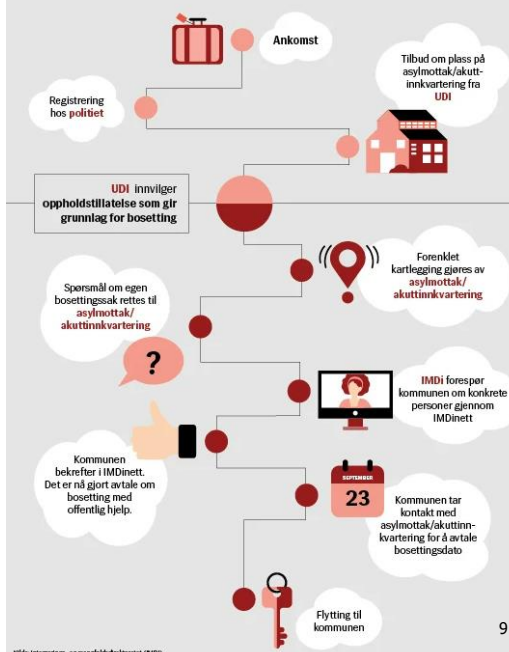 Ankomst
Tilbud om plass på
asylmottak/akutt-
innkvartering fra
UDI
Registrering
hos politiet
UDI innvilger
oppholdstillatelse som gir
grunnlag for bosetting
Forenklet
kartlegging gjøres av
asylmottak/
akuttinnkvartering
Spørsmål om egen
bosettingssak rettes til
asylmottak/
akuttinnkvartering
?
IMDi forespør
kommunen om konkrete
personer gjennom
IMDinett
Kommunen
bekrefter i IMDinett.
Det er nå gjort avtale om
bosetting med
offentlig hjelp.
SEPTEMBER
23
Kommunen tar
kontakt med
asylmottak/akuttinn-
kvartering for å avtale
bosettingsdato
Flytting til
kommunen
9